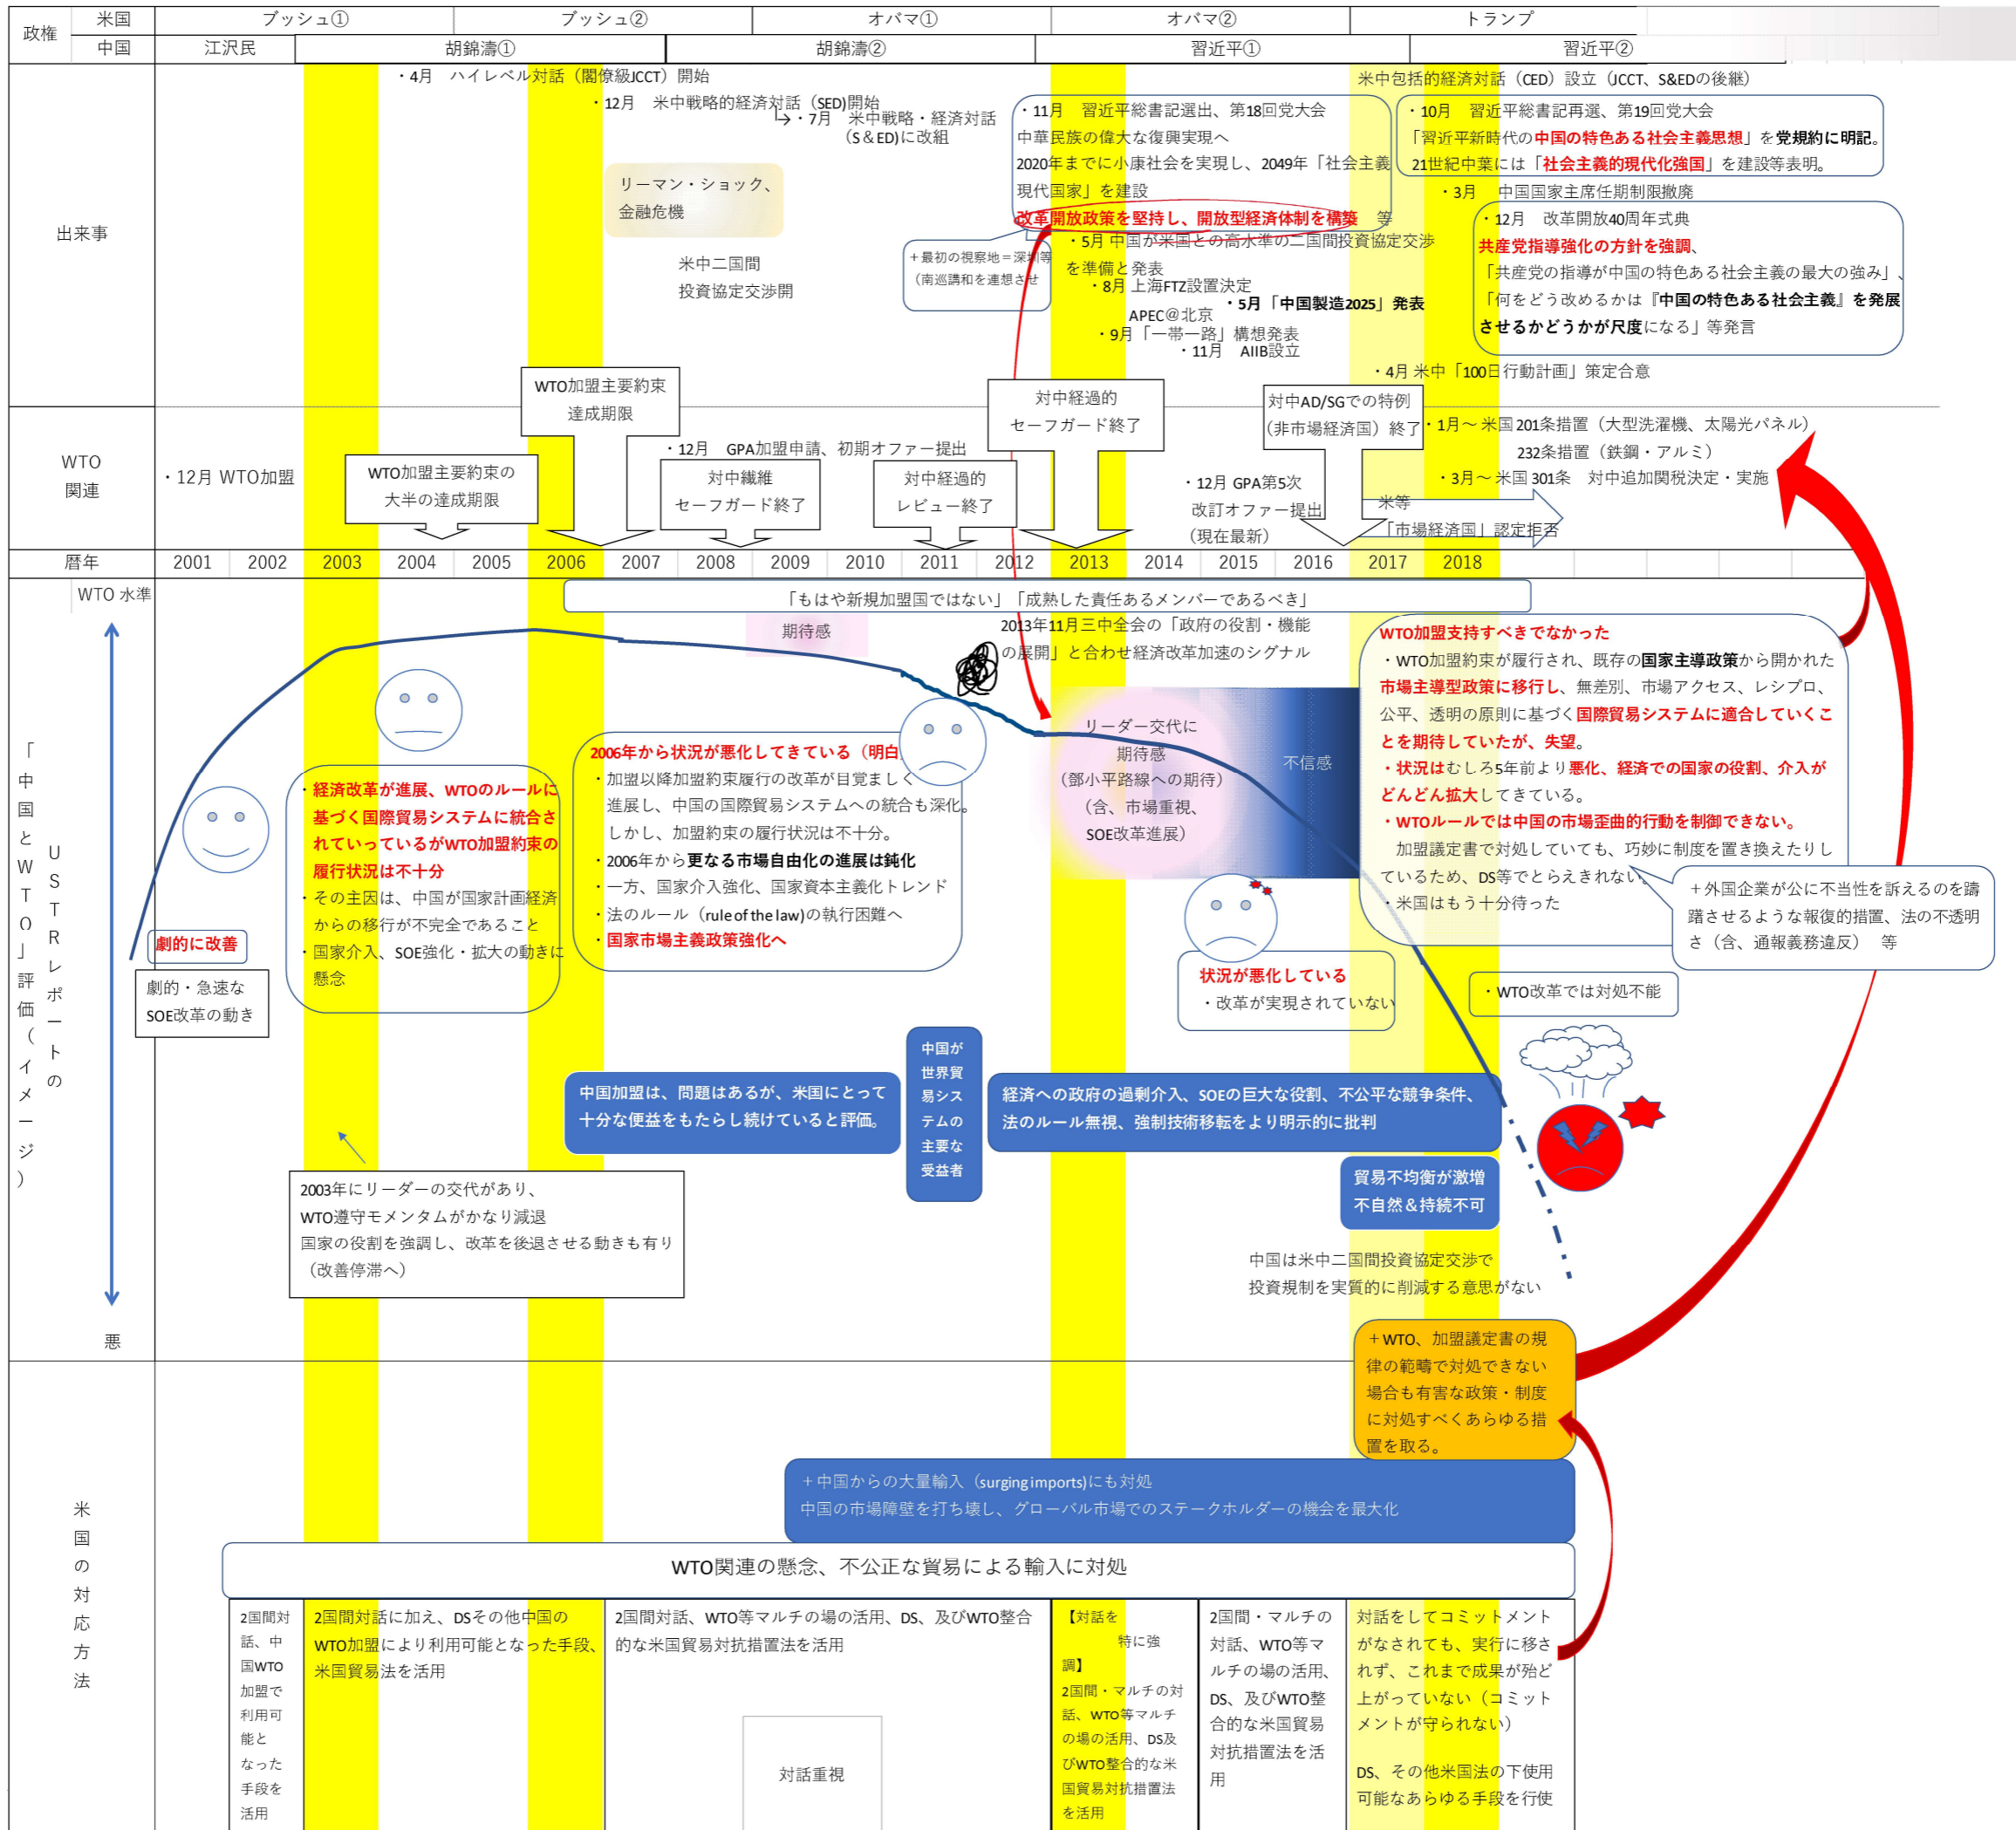 政権
米国
ブッシュ①
ブッシュ②
オバマ①
オバマ②
トランプ
中国
江沢民
胡錦濤①
胡錦濤②
習近平①
習近平②
出来事
・4月　ハイレベル対話（閣僚級JCCT）開始
・12月　米中戦略的経済対話（SED)開始
・7月　米中戦略・経済対話
（S＆ED)に改組
リーマン・ショック、
金融危機
米中二国間
投資協定交渉開
・11月　習近平総書記選出、第18回党大会
中華民族の偉大な復興実現へ
2020年までに小康社会を実現し、2049年「社会主義
現代国家」を建設
改革開放政策を堅持し、開放型経済体制を構築　等
＋最初の視察地＝深圳等
（南巡講和を連想させ
・5月 中国が米国との高水準の二国間投資協定交渉
を準備と発表
・8月 上海FTZ設置決定
・5月「中国製造2025」発表
APEC＠北京
・9月「一帯一路」構想発表
・11月　AIIB設立
米中包括的経済対話（CED）設立（JCCT、S&EDの後継）
・10月　習近平総書記再選、第19回党大会
「習近平新時代の中国の特色ある社会主義思想」を党規約に明記。
21世紀中葉には「社会主義的現代化強国」を建設等表明。
・3月　中国国家主席任期制限撤廃
・12月　改革開放40周年式典
共産党指導強化の方針を強調、
「共産党の指導が中国の特色ある社会主義の最大の強み」、
「何をどう改めるかは『中国の特色ある社会主義』を発展
させるかどうかが尺度になる」等発言
・4月 米中「100日行動計画」策定合意
WTO
関連
・12月 WTO加盟
WTO加盟主要約束の
大半の達成期限
WTO加盟主要約束
達成期限
・12月　GPA加盟申請、初期オファー提出
対中繊維
セーフガード終了
対中経過的
レビュー終了
対中経過的
セーフガード終了
・12月 GPA第5次
改訂オファー提出
（現在最新）
対中AD/SGでの特例
（非市場経済国）終了
・1月～ 米国 201条措置（大型洗濯機、太陽光パネル）
232条措置（鉄鋼・アルミ）
・3月～ 米国 301条　対中追加関税決定・実施
米等
「市場経済国」認定拒否
暦年
2001
2002
2003
2004
2005
2006
2007
2008
2009
2010
2011
2012
2013
2014
2015
2016
2017
2018
「中国とWTO」評価（イメージ）
USTRレポートの
WTO 水準
悪
「もはや新規加盟国ではない」「成熟した責任あるメンバーであるべき」
期待感
2013年11月三中全会の「政府の役割・機能
の展開」と合わせ経済改革加速のシグナル
劇的に改善
劇的・急速な
SOE改革の動き
・経済改革が進展、WTOのルールに
基づく国際貿易システムに統合さ
れていっているがWTO加盟約束の
履行状況は不十分
・その主因は、中国が国家計画経済
からの移行が不完全であること
・国家介入、SOE強化・拡大の動きに
懸念
2006年から状況が悪化してきている（明白
・加盟以降加盟約束履行の改革が目覚ましく
進展し、中国の国際貿易システムへの統合も深化。
しかし、加盟約束の履行状況は不十分。
・2006年から更なる市場自由化の進展は鈍化
・一方、国家介入強化、国家資本主義化トレンド
・法のルール（rule of the law)の執行困難へ
・国家市場主義政策強化へ
リーダー交代に
期待感
（鄧小平路線への期待）
（含、市場重視、
SOE改革進展）
不信感
WTO加盟支持すべきでなかった
・WTO加盟約束が履行され、既存の国家主導政策から開かれた
市場主導型政策に移行し、無差別、市場アクセス、レシプロ、
公平、透明の原則に基づく国際貿易システムに適合していくこ
とを期待していたが、失望。
・状況はむしろ5年前より悪化、経済での国家の役割、介入が
どんどん拡大してきている。
・WTOルールでは中国の市場歪曲的行動を制御できない。
加盟議定書で対処していても、巧妙に制度を置き換えたりし
ているため、DS等でとらえきれない。
・米国はもう十分待った
＋外国企業が公に不当性を訴えるのを躊
躇させるような報復的措置、法の不透明
さ（含、通報義務違反）　等
状況が悪化している
・改革が実現されていない
・WTO改革では対処不能
中国加盟は、問題はあるが、米国にとって
十分な便益をもたらし続けていると評価。
中国が
世界貿
易シス
テムの
主要な
受益者
経済への政府の過剰介入、SOEの巨大な役割、不公平な競争条件、
法のルール無視、強制技術移転をより明示的に批判
貿易不均衡が激増
不自然＆持続不可
2003年にリーダーの交代があり、
WTO遵守モメンタムがかなり減退
国家の役割を強調し、改革を後退させる動きも有り
（改善停滞へ）
中国は米中二国間投資協定交渉で
投資規制を実質的に削減する意思がない
米国の対応方法
＋WTO、加盟議定書の規
律の範疇で対処できない
場合も有害な政策・制度
に対処すべくあらゆる措
置を取る。
＋中国からの大量輸入（surging imports)にも対処
中国の市場障壁を打ち壊し、グローバル市場でのステークホルダーの機会を最大化
WTO関連の懸念、不公正な貿易による輸入に対処
2国間対
話、中
国WTO
加盟で
利用可
能と
なった
手段を
活用
2国間対話に加え、DSその他中国の
WTO加盟により利用可能となった手段、
米国貿易法を活用
2国間対話、WTO等マルチの場の活用、DS、及びWTO整合
的な米国貿易対抗措置法を活用
対話重視
【対話を
特に強
調】
2国間・マルチの対
話、WTO等マルチ
の場の活用、DS及
びWTO整合的な米
国貿易対抗措置法
を活用
2国間・マルチの
対話、WTO等マ
ルチの場の活用、
DS、及びWTO整
合的な米国貿易
対抗措置法を活
用
対話をしてコミットメント
がなされても、実行に移さ
れず、これまで成果が殆ど
上がっていない（コミット
メントが守られない）
DS、その他米国法の下使用
可能なあらゆる手段を行使